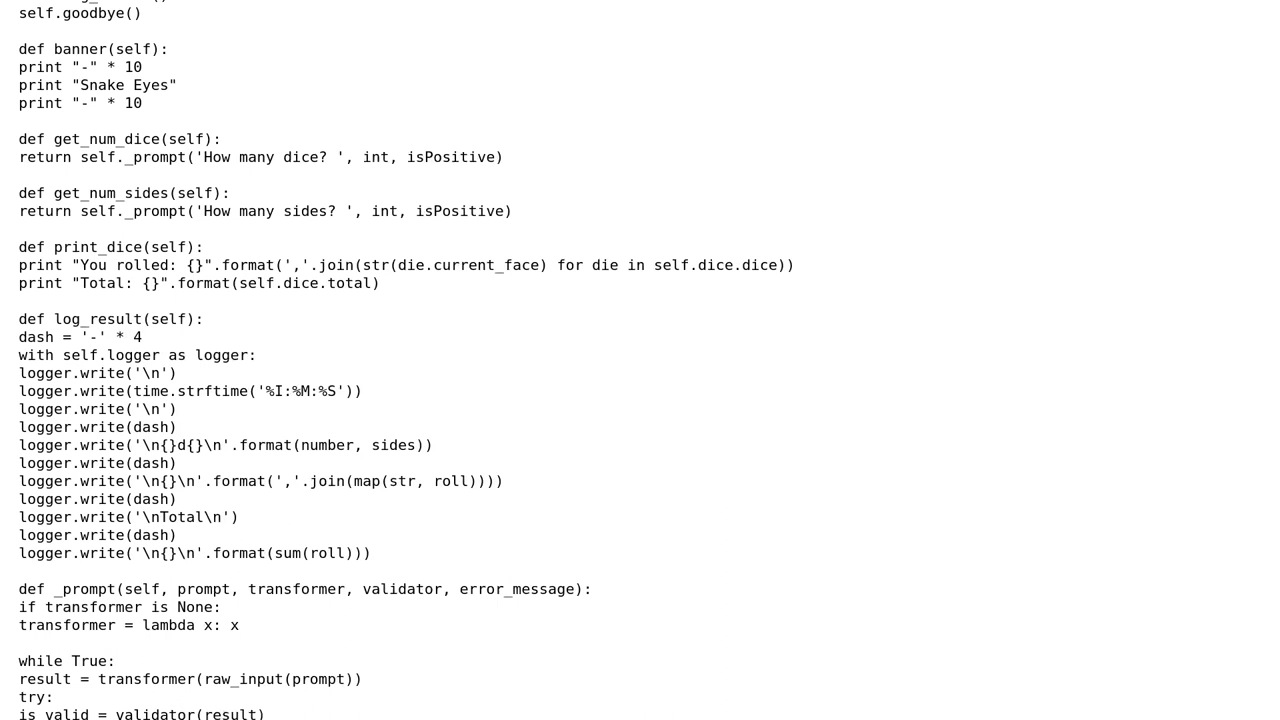 self.goodbye()

def banner(self):
print "-" * 10
print "Snake Eyes"
print "-" * 10

def get_num_dice(self):
return self._prompt('How many dice? ', int, isPositive)

def get_num_sides(self):
return self._prompt('How many sides? ', int, isPositive)

def print_dice(self):
print "You rolled: {}".format(','.join(str(die.current_face) for die in self.dice.dice))
print "Total: {}".format(self.dice.total)

def log_result(self):
dash = '-' * 4
with self.logger as logger:
logger.write('\n')
logger.write(time.strftime('%I:%M:%S'))
logger.write('\n')
logger.write(dash)
logger.write('\n{}d{}\n'.format(number, sides))
logger.write(dash)
logger.write('\n{}\n'.format(','.join(map(str, roll))))
logger.write(dash)
logger.write('\nTotal\n')
logger.write(dash)
logger.write('\n{}\n'.format(sum(roll)))

def _prompt(self, prompt, transformer, validator, error_message):
if transformer is None:
transformer = lambda x: x

while True:
result = transformer(raw_input(prompt))
try:
is_valid = validator(result)